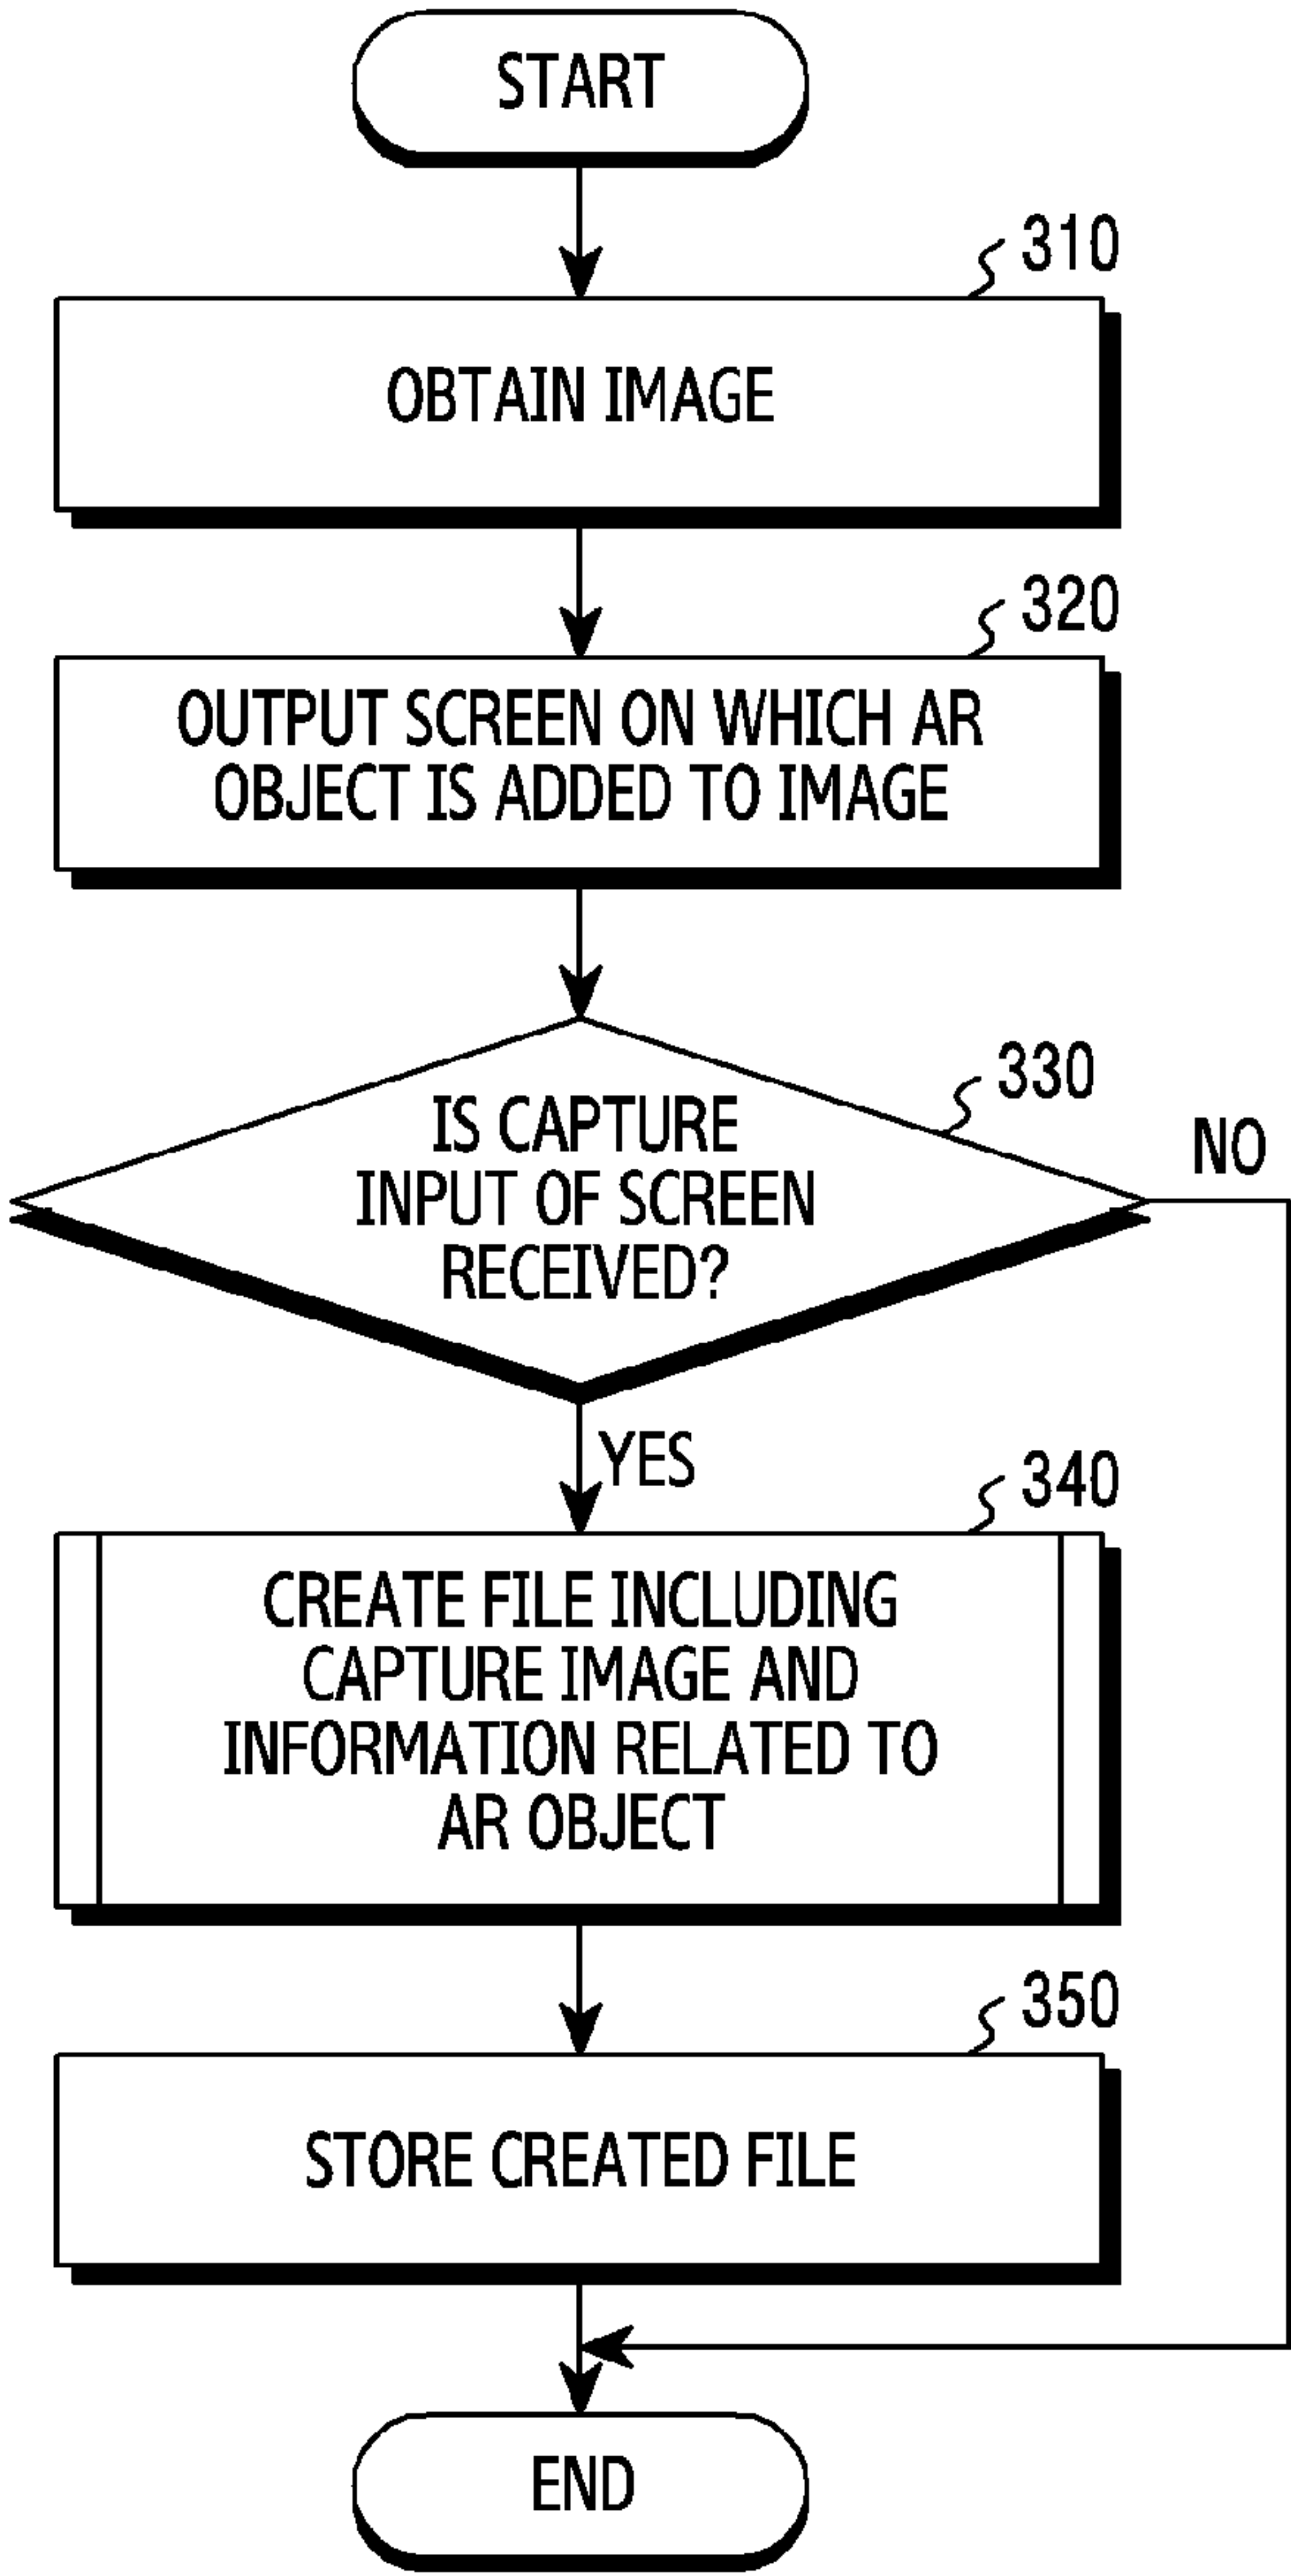 START
310
OBTAIN IMAGE
320
OUTPUT SCREEN ON WHICH AR
OBJECT IS ADDED TO IMAGE
330
IS CAPTURE
INPUT OF SCREEN
RECEIVED?
NO
YES
340
CREATE FILE INCLUDING
CAPTURE IMAGE AND
INFORMATION RELATED TO
AR OBJECT
350
STORE CREATED FILE
END